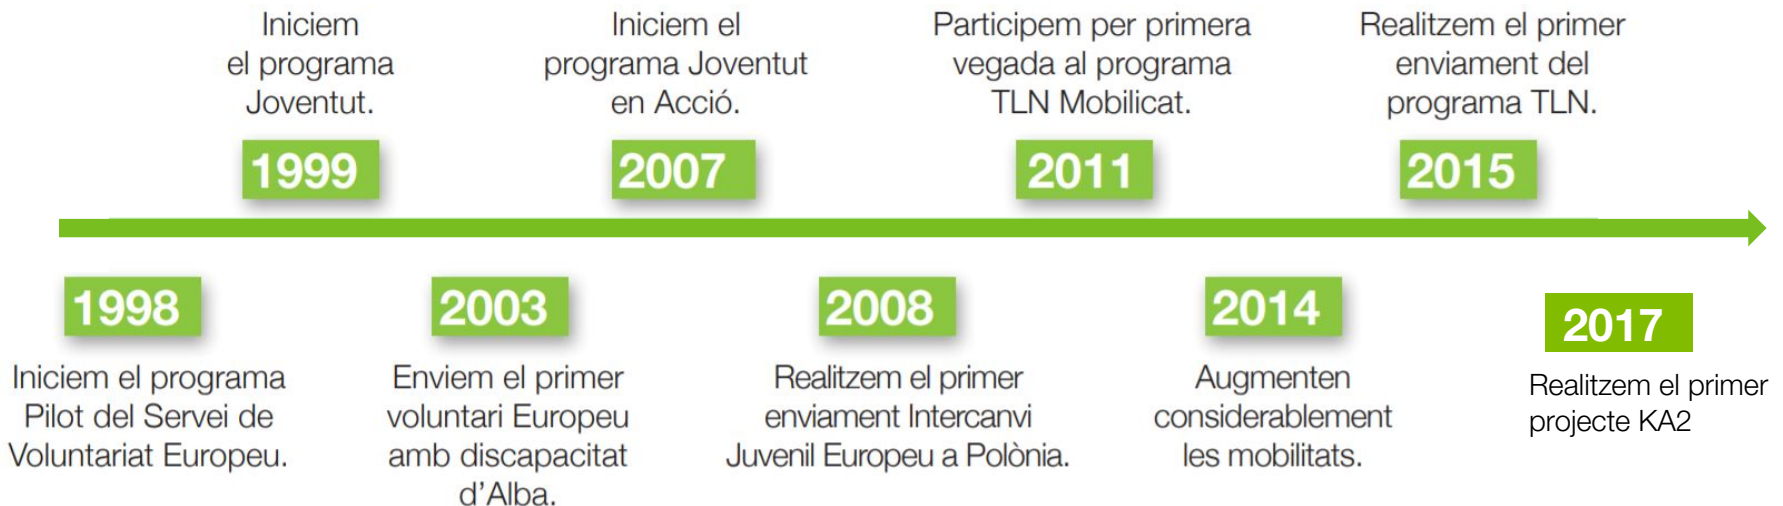 Iniciem
el programa
Joventut.
1999
Iniciem el
programa Joventut
en Acció.
2007
Participem per primera
vegada al programa
TLN Mobilicat.
2011
Realitzem el primer
enviament del
programa TLN.
2015
1998
Iniciem el programa
Pilot del Servei de
Voluntariat Europeu.
2003
Enviem el primer
voluntari Europeu
amb discapacitat
d'Alba.
2008
Realitzem el primer
enviament Intercanvi
Juvenil Europeu a Polònia.
2014
Augmenten
considerablement
les mobilitats.
2017
Realitzem el primer
projecte KA2